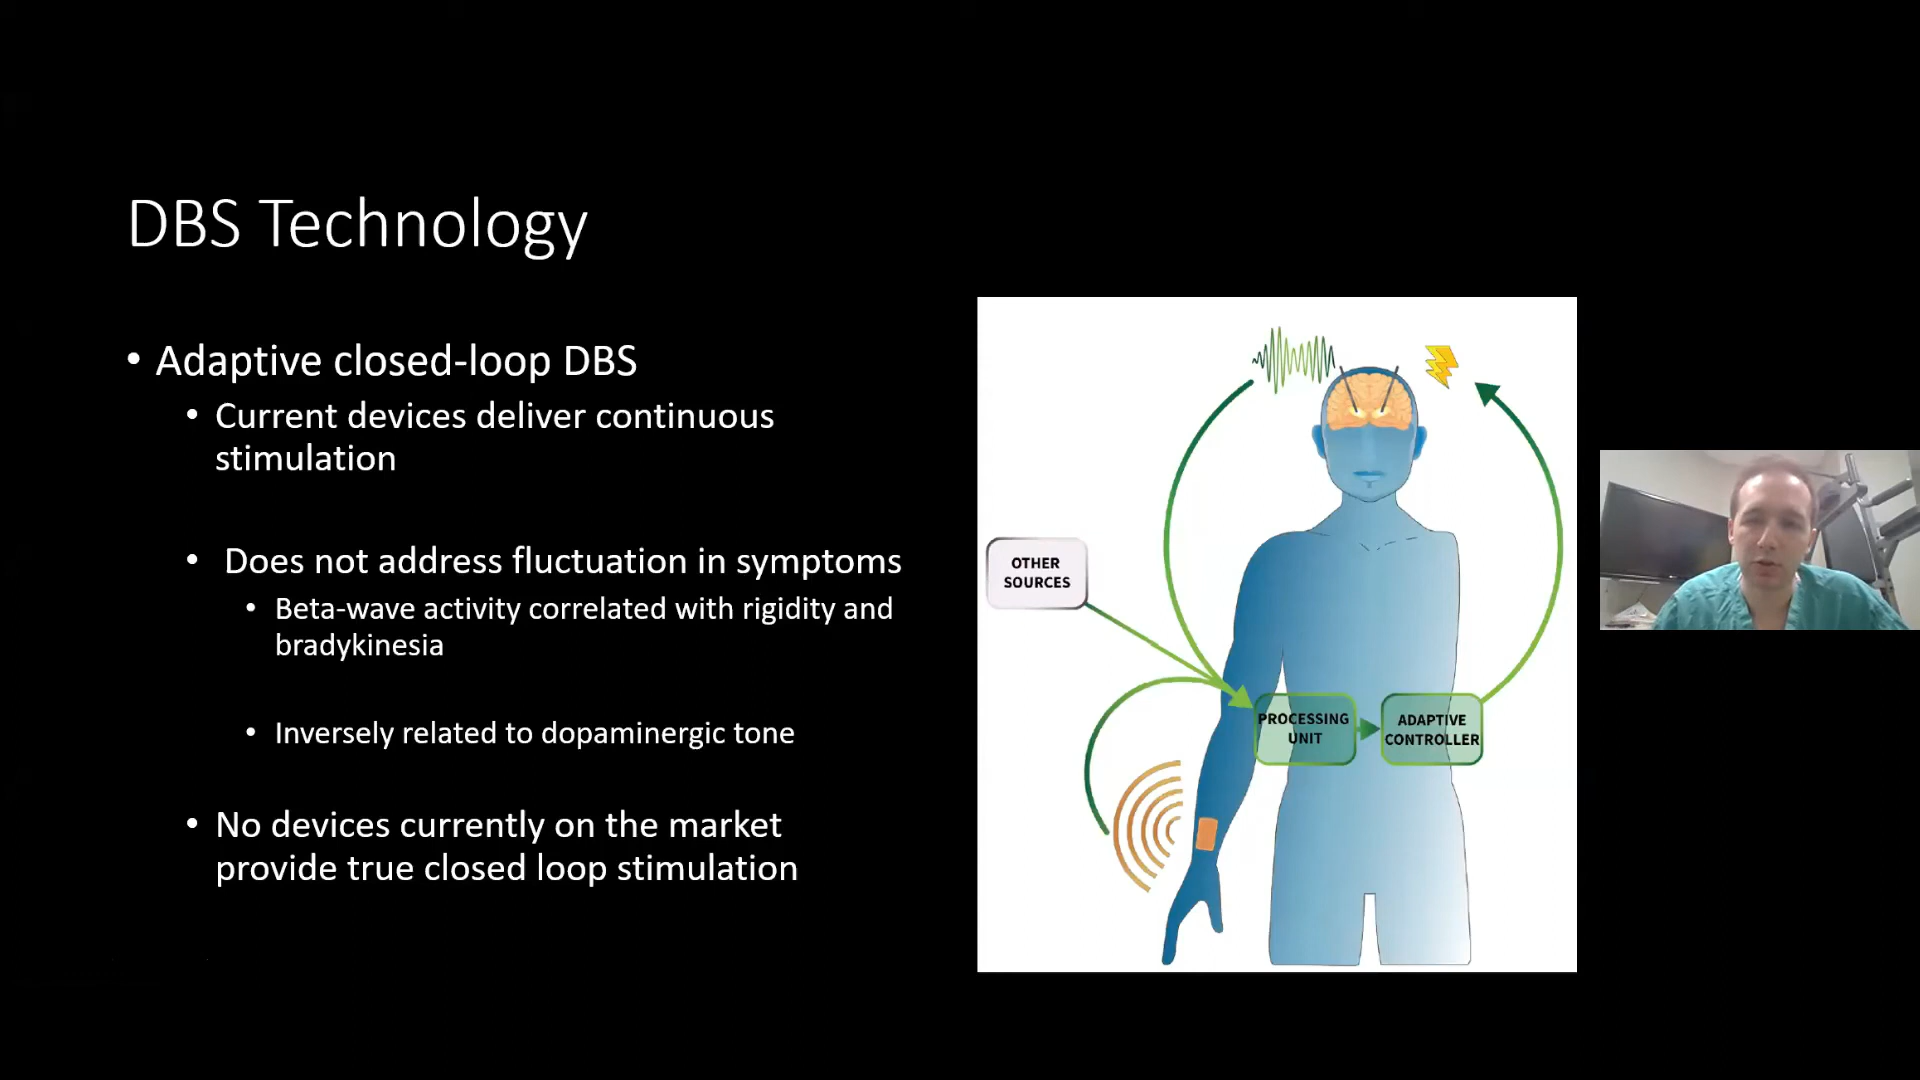 DBS Technology
• Adaptive closed-loop DBS
• Current devices deliver continuous
stimulation
• Does not address fluctuation in symptoms
• Beta-wave activity correlated with rigidity and
bradykinesia
• Inversely related to dopaminergic tone
• No devices currently on the market
provide true closed loop stimulation
OTHER
SOURCES
PROCESSING
UNIT
ADAPTIVE
CONTROLLER